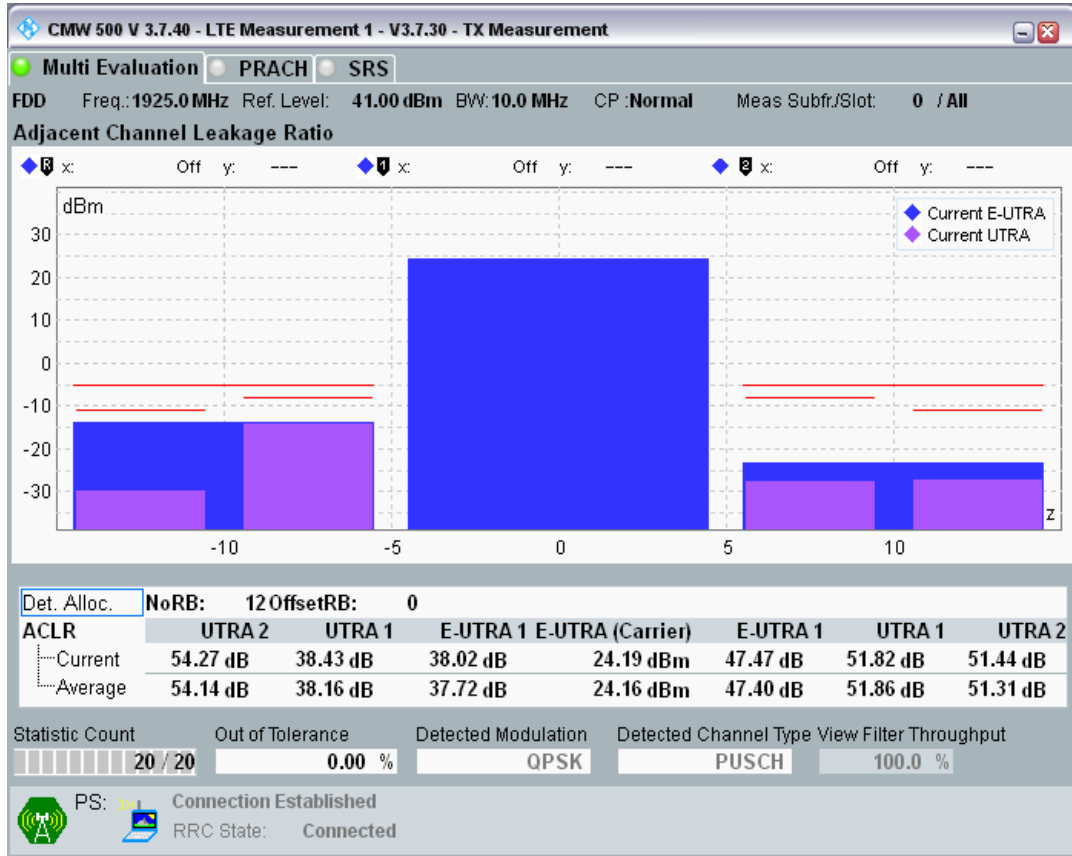 CMW 500 V 3.7.40 - LTE Measurement 1 - V3.7.30 - TX Measurement
Multi Evaluation PRACH SRS
FDD Freq.: 1925.0 MHz Ref. Level: 41.00 dBm BW: 10.0 MHz CP :Normal Meas Subfr./Slot: 0 / All
Adjacent Channel Leakage Ratio
R x: Off y: --- 1 x: Off y: --- 2 x: Off y: ---
dBm
Current E-UTRA
Current UTRA
30
20
10
0
-10
-20
-30
z
-10 -5 0 5 10
Det. Alloc. NoRB: 12 OffsetRB: 0
ACLR UTRA 2 UTRA 1 E-UTRA 1 E-UTRA (Carrier) E-UTRA 1 UTRA 1 UTRA 2
Current 54.27 dB 38.43 dB 38.02 dB 24.19 dBm 47.47 dB 51.82 dB 51.44 dB
Average 54.14 dB 38.16 dB 37.72 dB 24.16 dBm 47.40 dB 51.86 dB 51.31 dB
Statistic Count Out of Tolerance Detected Modulation Detected Channel Type View Filter Throughput
20 / 20 0.00 % QPSK PUSCH 100.0 %
PS: Connection Established
RRC State: Connected